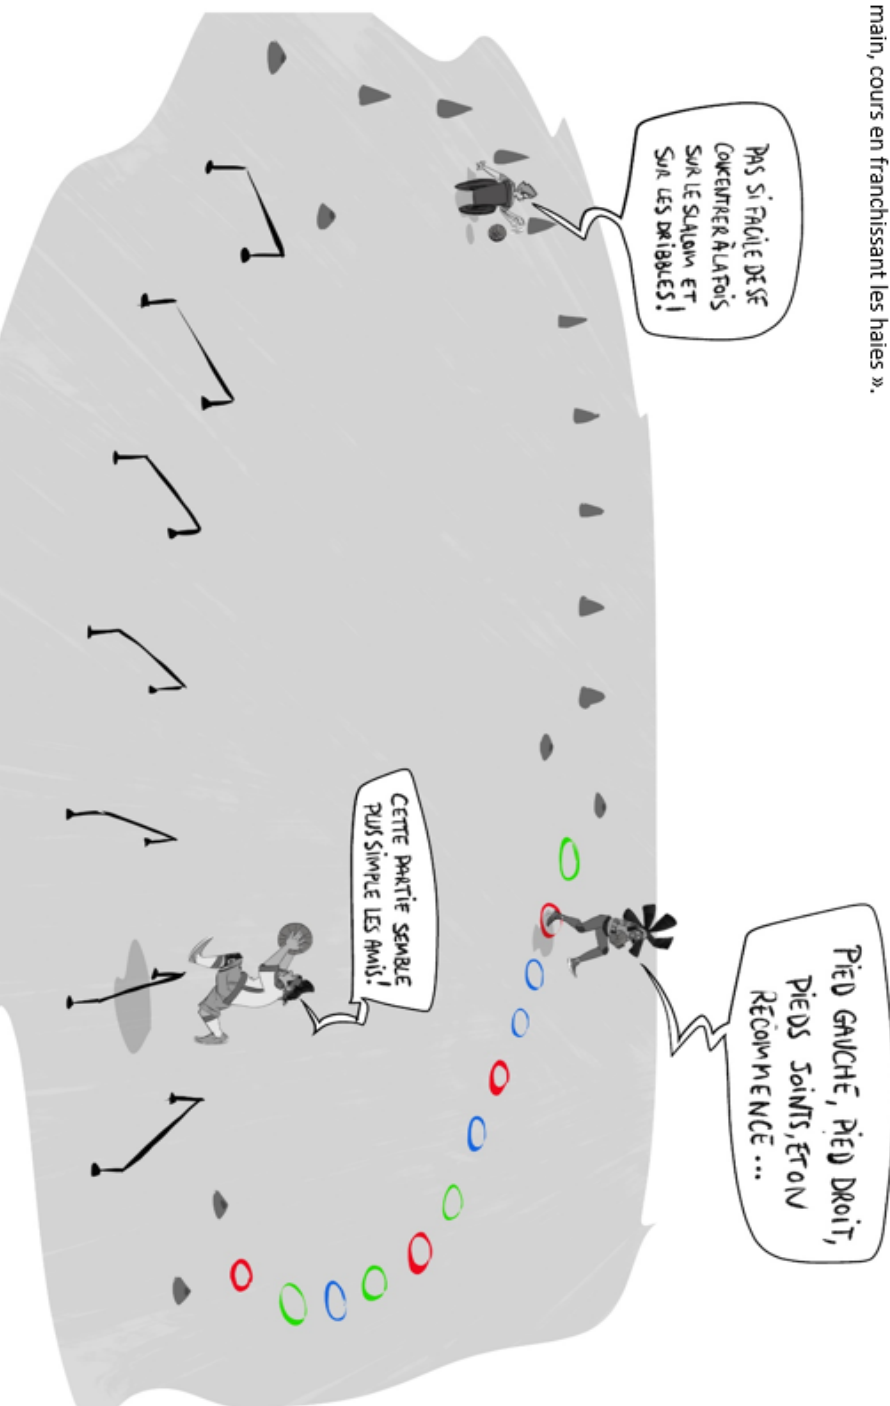 main, cours en franchissant les haies ».
PAS SI FACILE DE SE
CONCENTRER À LA FOIS
SUR LE SLALOM ET
SUR LES DRIBBLES !
PIED GAUCHE, PIED DROIT,
PIEDS JOINTS, ET ON
RECOMMENCE...
CETTE PARTIE SEMBLE
PLUS SIMPLE LES AMIS !